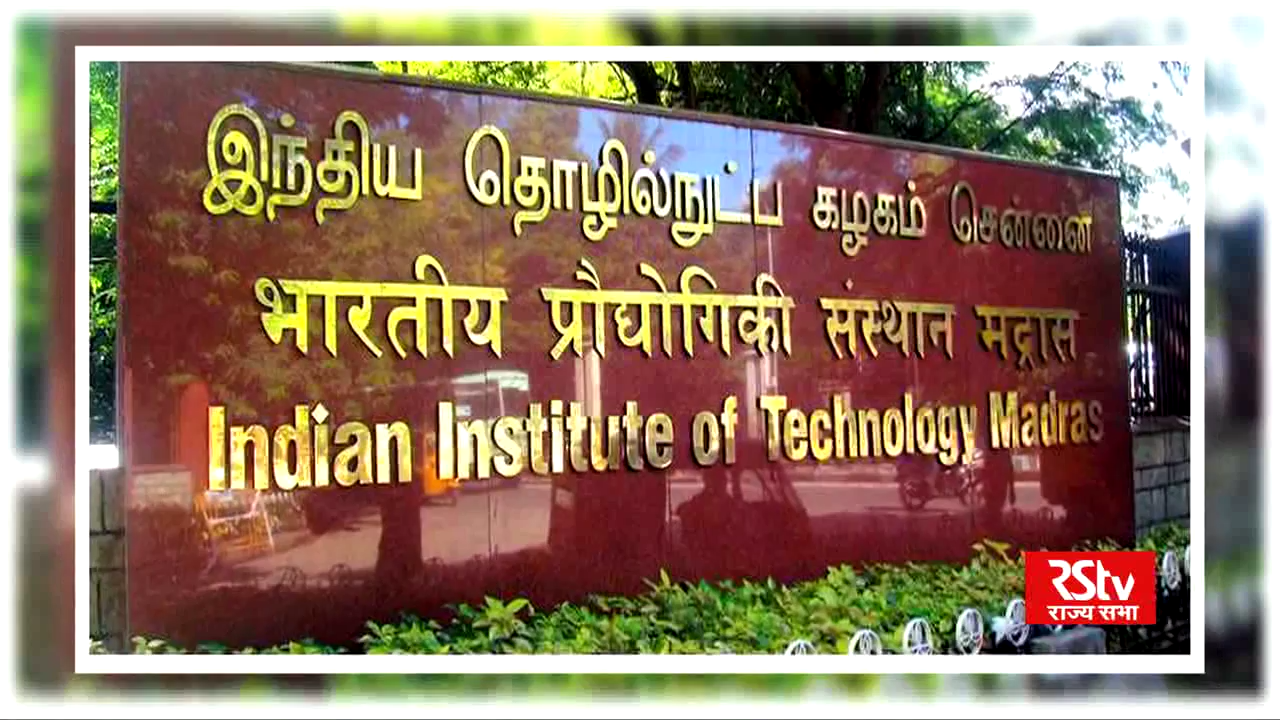 இந்திய தொழில்நுட்ப கழகம் சென்னை
भारतीय प्रौद्योगिकी संस्थान मद्रास
Indian Institute of Technology Madras
RSTV
राज्य सभा